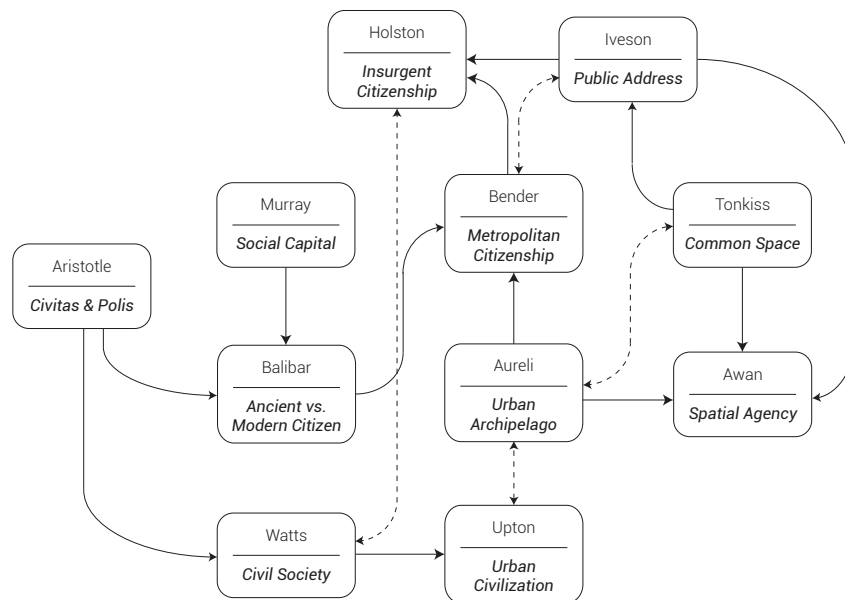 Holston
Insurgent
Citizenship
Iveson
Public Address
Murray
Social Capital
Bender
Metropolitan
Citizenship
Tonkiss
Common Space
Aristotle
Civitas & Polis
Balibar
Ancient vs.
Modern Citizen
Aureli
Urban
Archipelago
Awan
Spatial Agency
Watts
Civil Society
Upton
Urban
Civilization